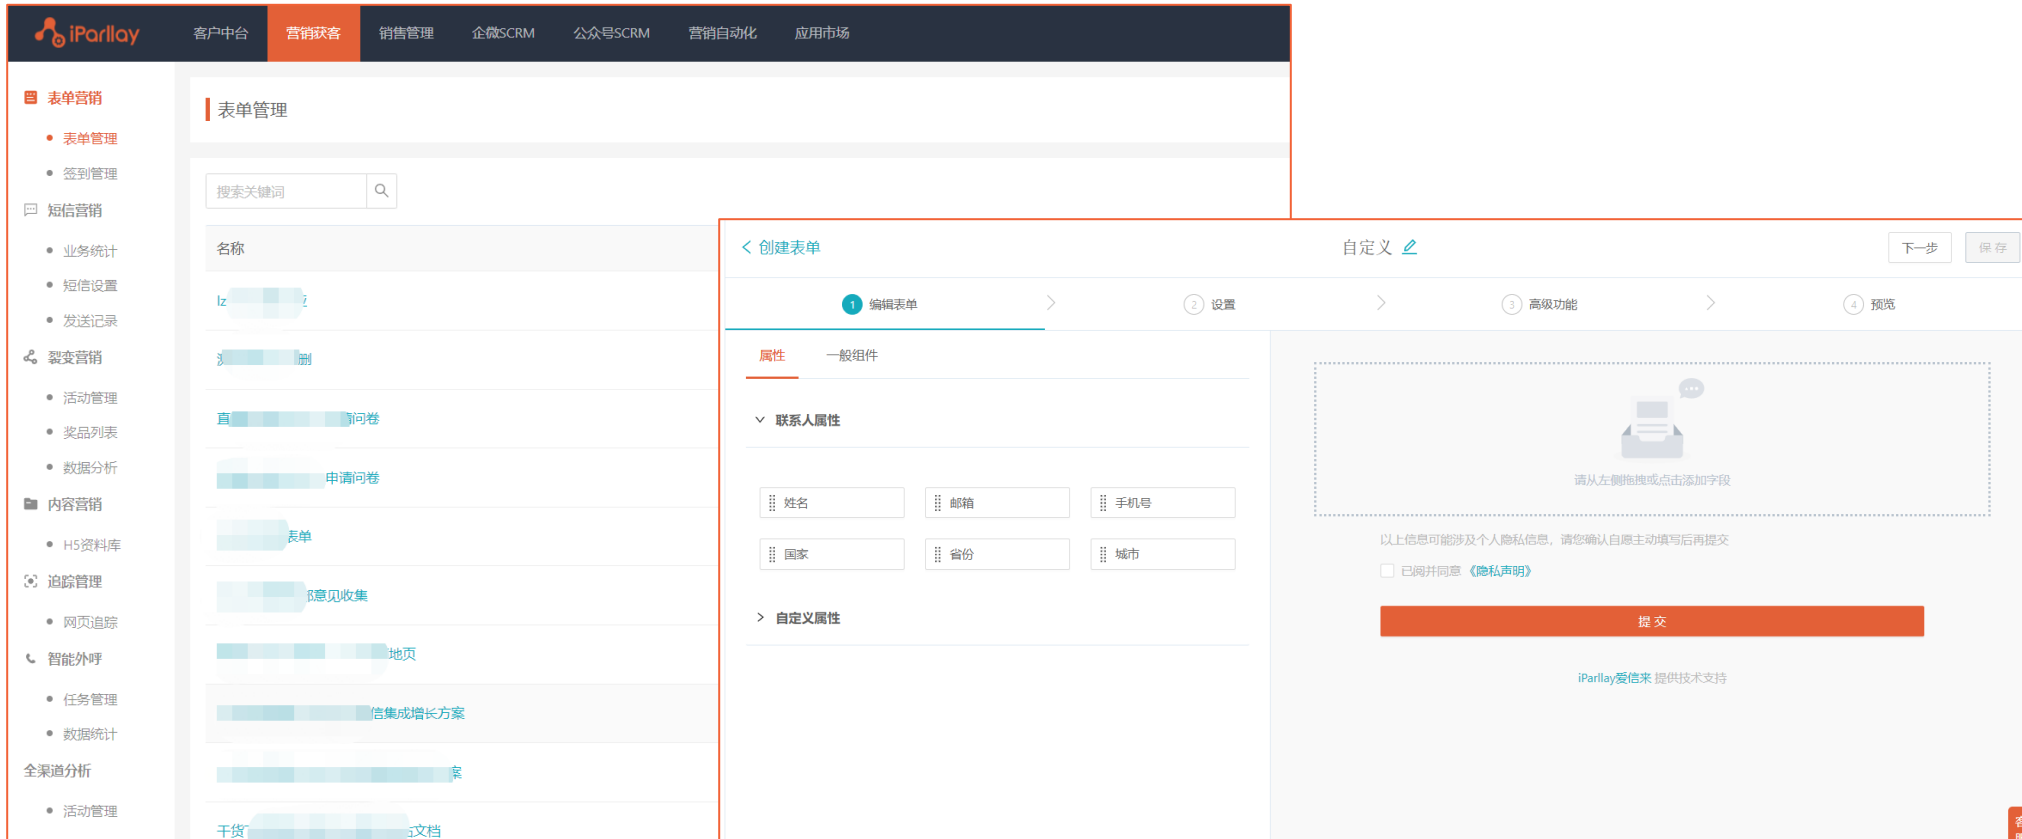 iParllay 客户中台 营销获客 销售管理 企微SCRM 公众号SCRM 营销自动化 应用市场
表单营销
表单管理
签到管理
短信营销
业务统计
短信设置
发送记录
裂变营销
活动管理
奖品列表
数据分析
内容营销
H5资料库
追踪管理
网页追踪
智能外呼
任务管理
数据统计
全渠道分析
活动管理
表单管理
搜索关键词
名称
lz
删
直 问卷
申请问卷
表单
意见收集
地页
信集成增长方案
案
干货 文档
创建表单 自定义 下一步 保存
1 编辑表单 2 设置 3 高级功能 4 预览
属性 一般组件
联系人属性
姓名 邮箱 手机号
国家 省份 城市
自定义属性
请从左侧拖拽或点击添加字段
以上信息可能涉及个人隐私信息，请您确认自愿主动填写后再提交
已阅并同意《隐私声明》
提交
iParllay爱信来 提供技术支持